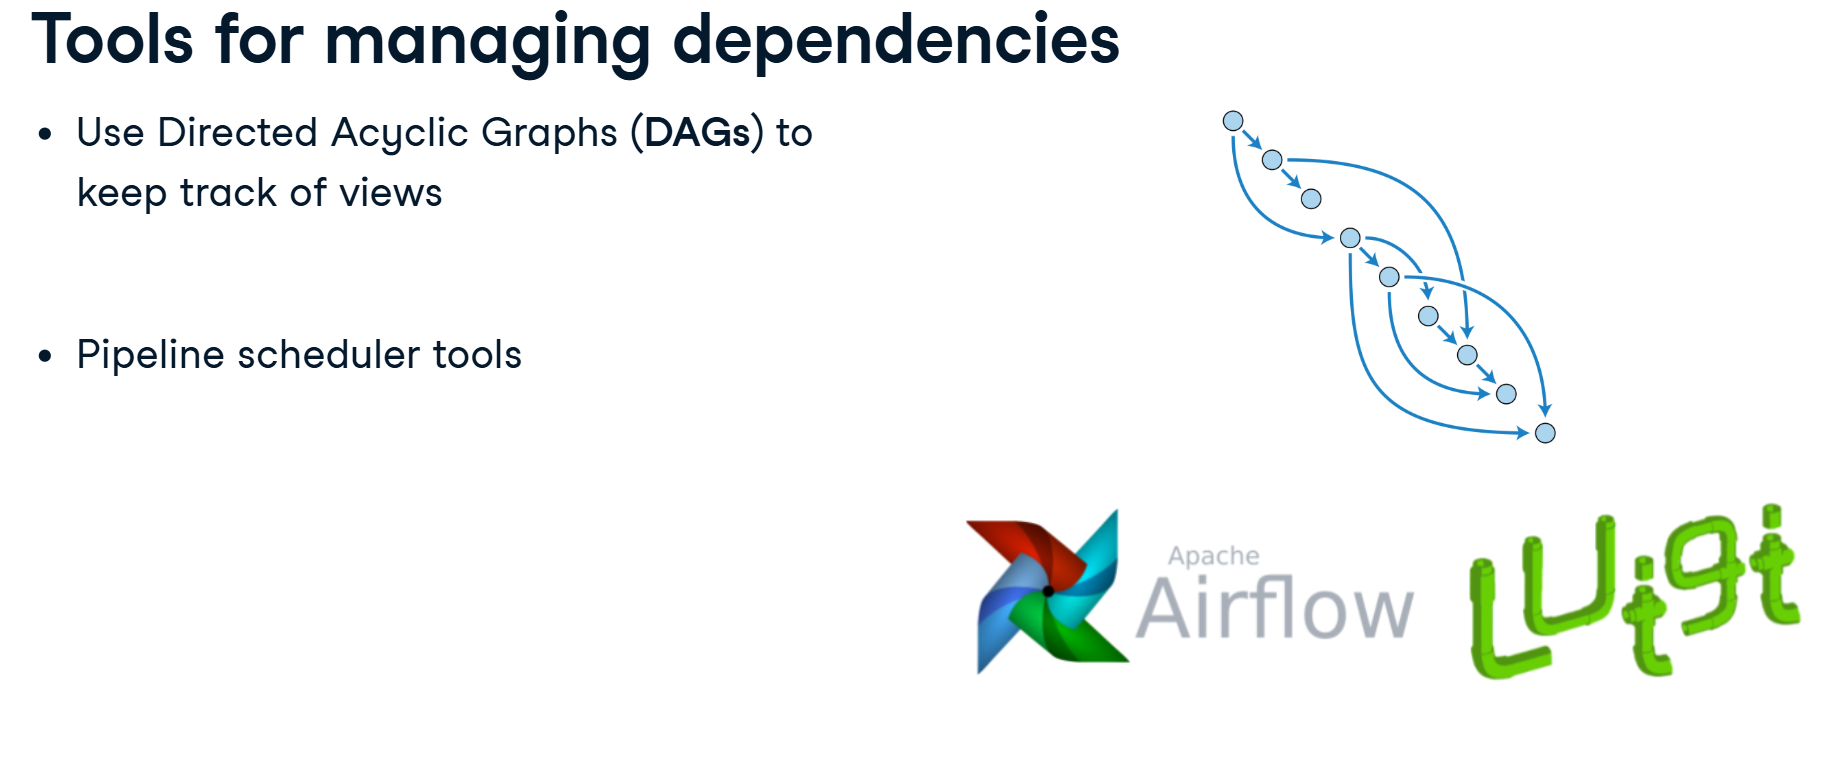 Tools for managing dependencies
• Use Directed Acyclic Graphs (DAGs) to
keep track of views
• Pipeline scheduler tools
Apache
Airflow
Luigi